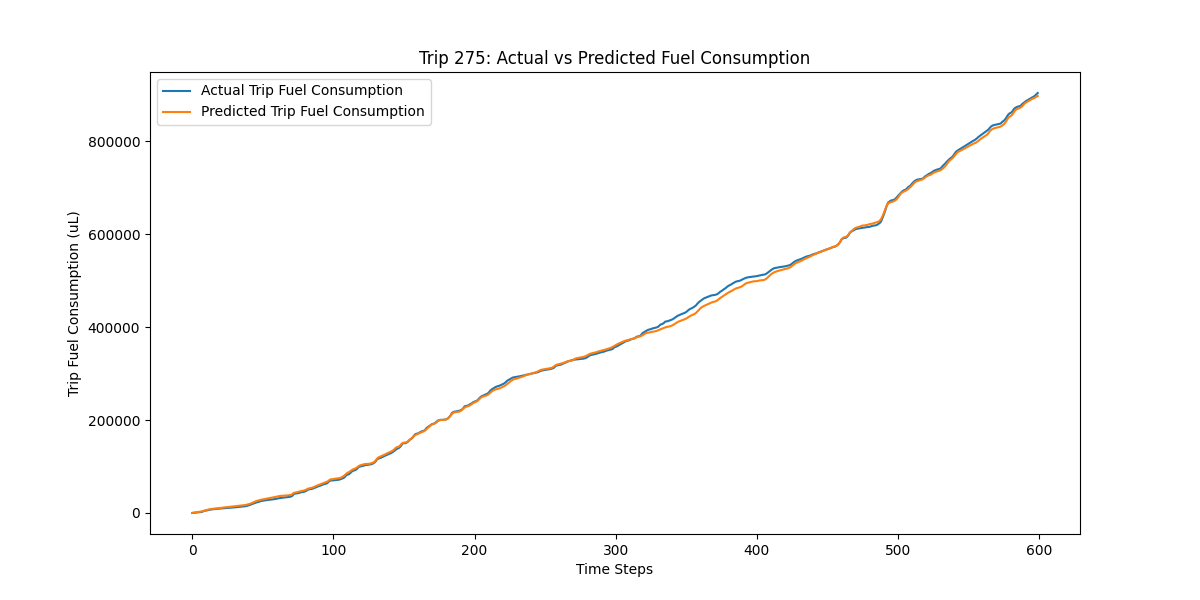 Trip 275: Actual vs Predicted Fuel Consumption
Actual Trip Fuel Consumption
Predicted Trip Fuel Consumption
Trip Fuel Consumption (uL)
800000
600000
400000
200000
0
0 100 200 300 400 500 600
Time Steps